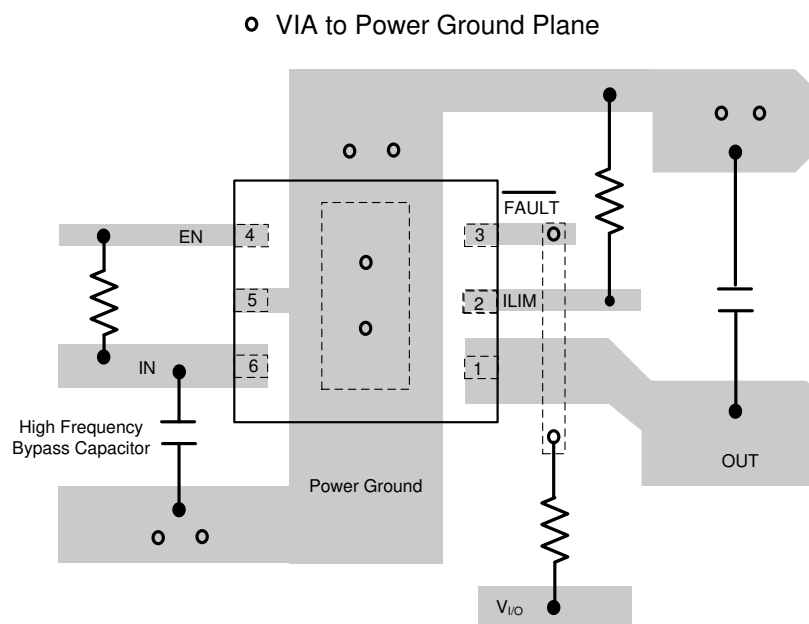 VIA to Power Ground Plane
FAULT
EN
4
3
5
2
ILIM
IN
6
1
High Frequency
Bypass Capacitor
Power Ground
OUT
VI/O